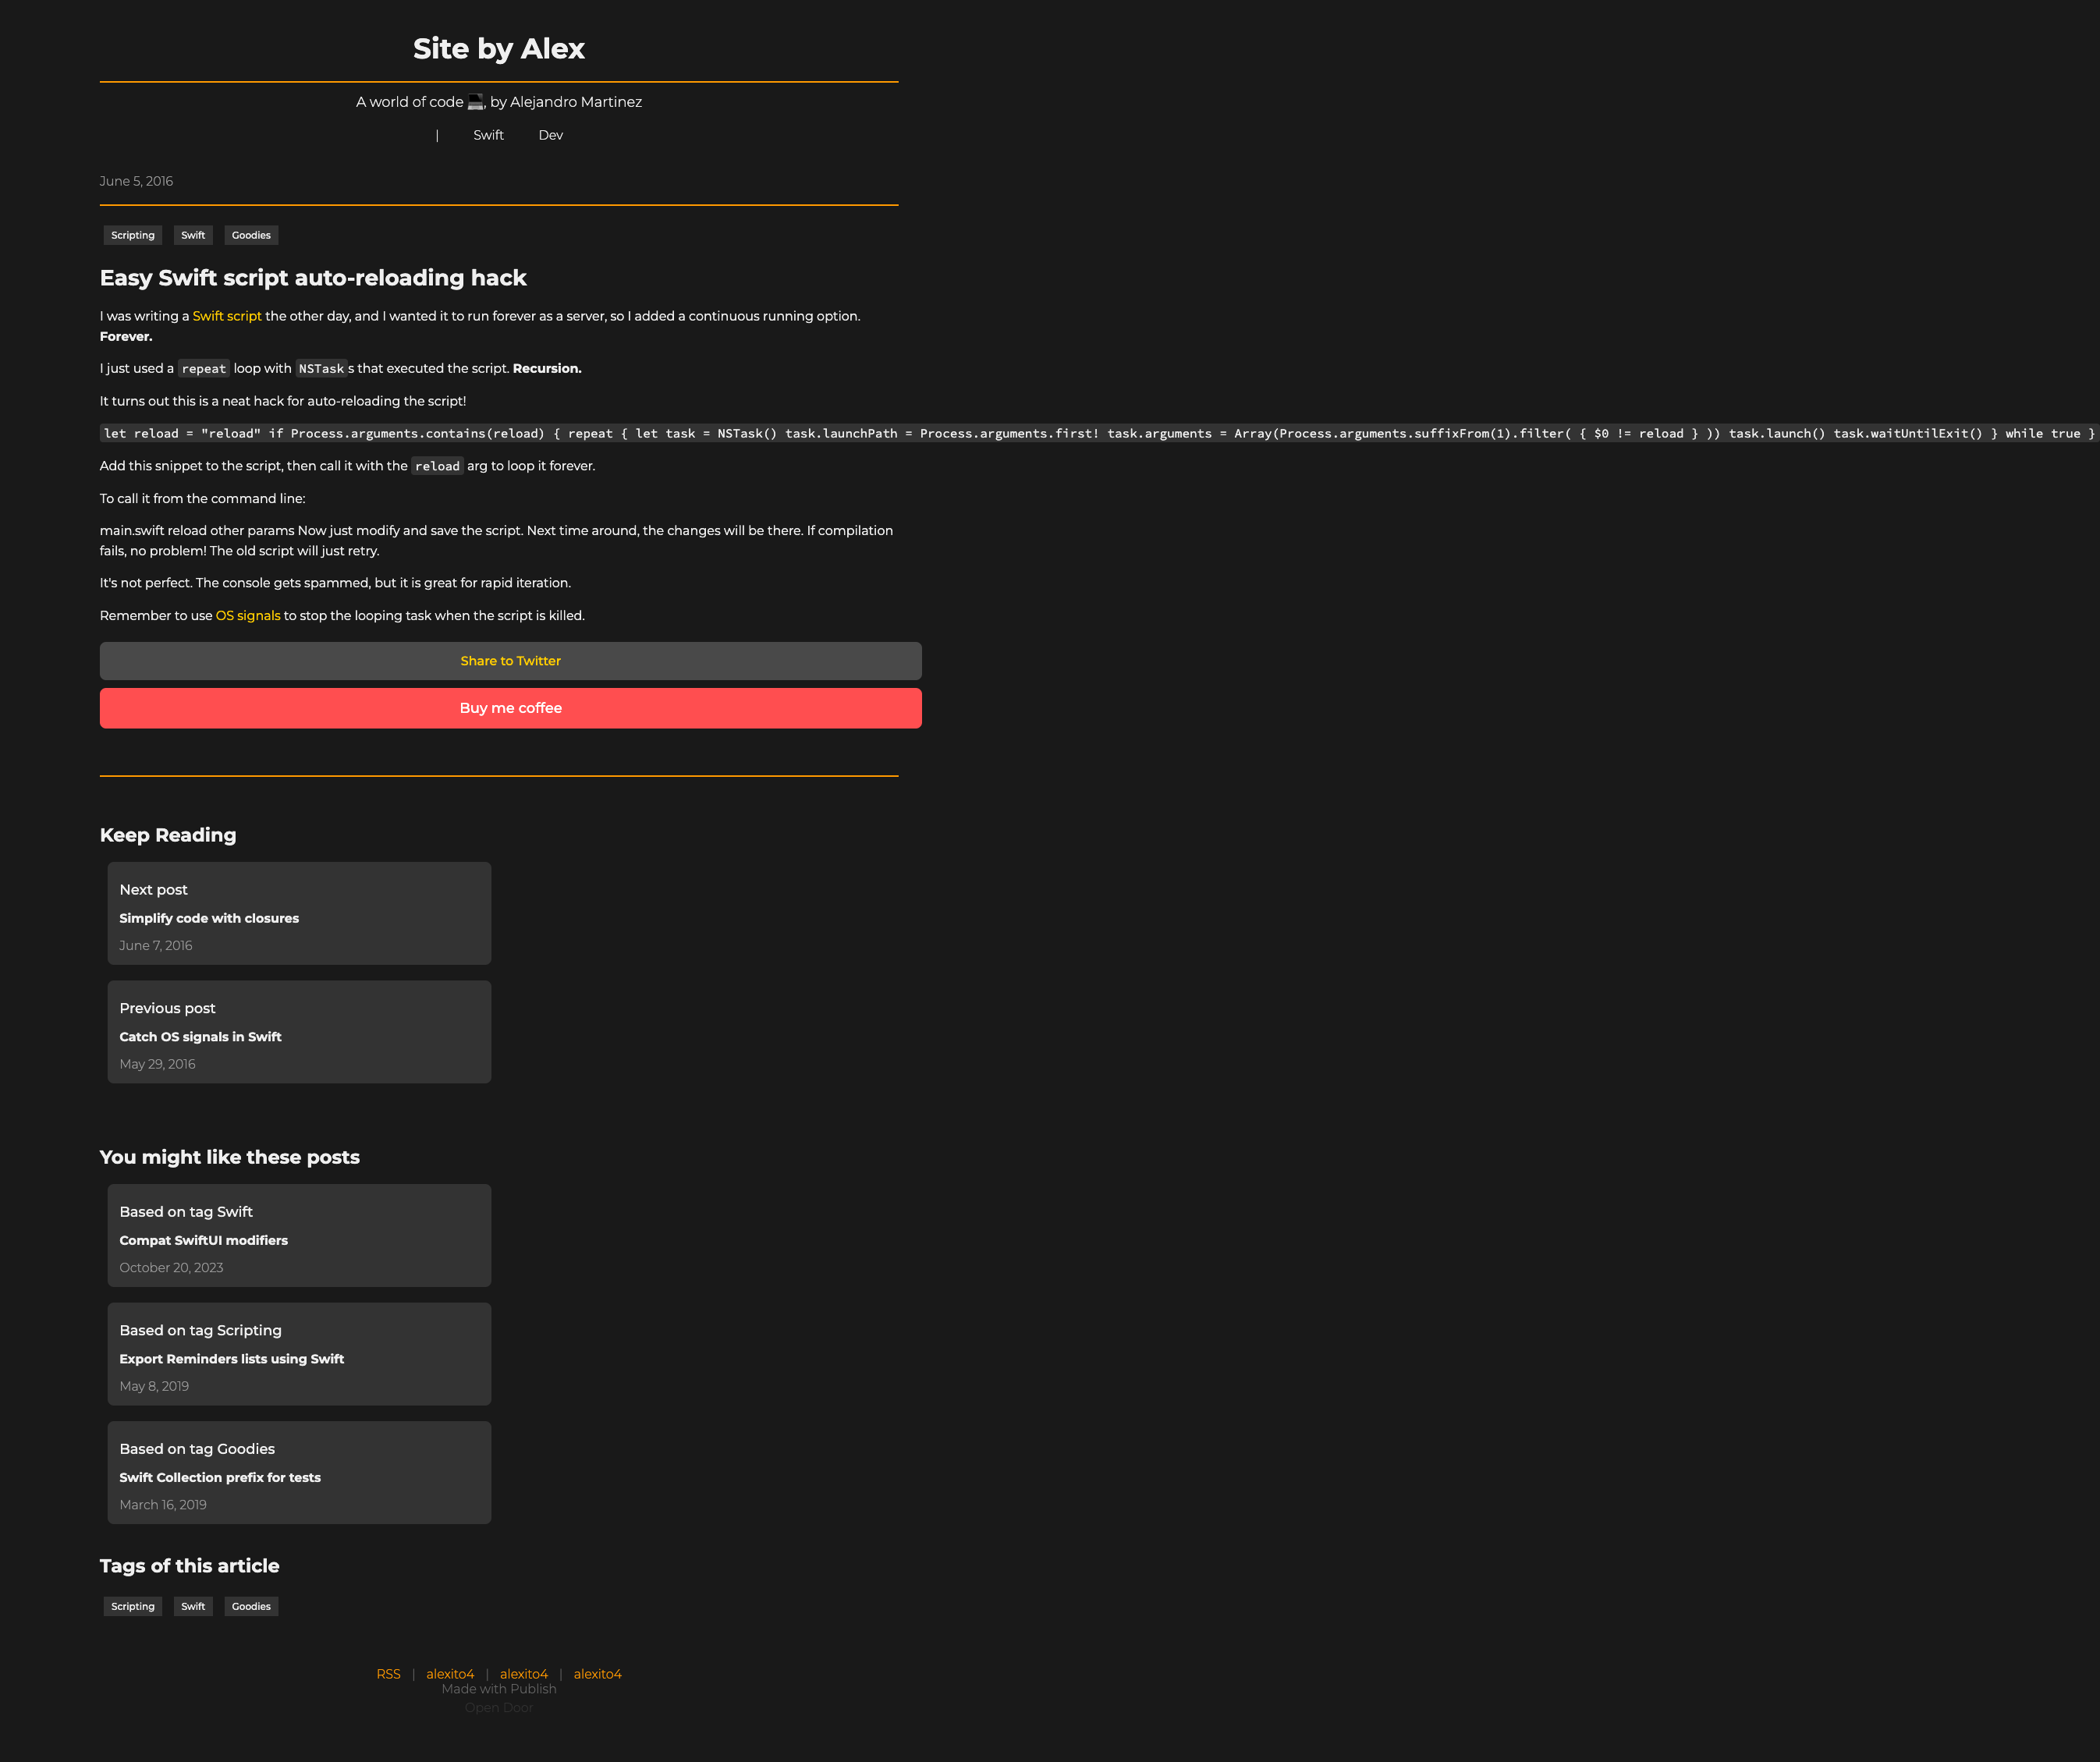 Site by Alex
A world of code 💻, by Alejandro Martinez
| Swift Dev
June 5, 2016
Scripting Swift Goodies
Easy Swift script auto-reloading hack
I was writing a Swift script the other day, and I wanted it to run forever as a server, so I added a continuous running option.
Forever.
I just used a repeat loop with NSTasks that executed the script. Recursion.
It turns out this is a neat hack for auto-reloading the script!
let reload = "reload" if Process.arguments.contains(reload) { repeat { let task = NSTask() task.launchPath = Process.arguments.first! task.arguments = Array(Process.arguments.suffixFrom(1).filter( { $0 != reload } )) task.launch() task.waitUntilExit() } while true }
Add this snippet to the script, then call it with the reload arg to loop it forever.
To call it from the command line:
main.swift reload other params Now just modify and save the script. Next time around, the changes will be there. If compilation
fails, no problem! The old script will just retry.
It's not perfect. The console gets spammed, but it is great for rapid iteration.
Remember to use OS signals to stop the looping task when the script is killed.
Share to Twitter
Buy me coffee
Keep Reading
Next post
Simplify code with closures
June 7, 2016
Previous post
Catch OS signals in Swift
May 29, 2016
You might like these posts
Based on tag Swift
Compat SwiftUI modifiers
October 20, 2023
Based on tag Scripting
Export Reminders lists using Swift
May 8, 2019
Based on tag Goodies
Swift Collection prefix for tests
March 16, 2019
Tags of this article
Scripting Swift Goodies
RSS | alexito4 | alexito4 | alexito4
Made with Publish
Open Door